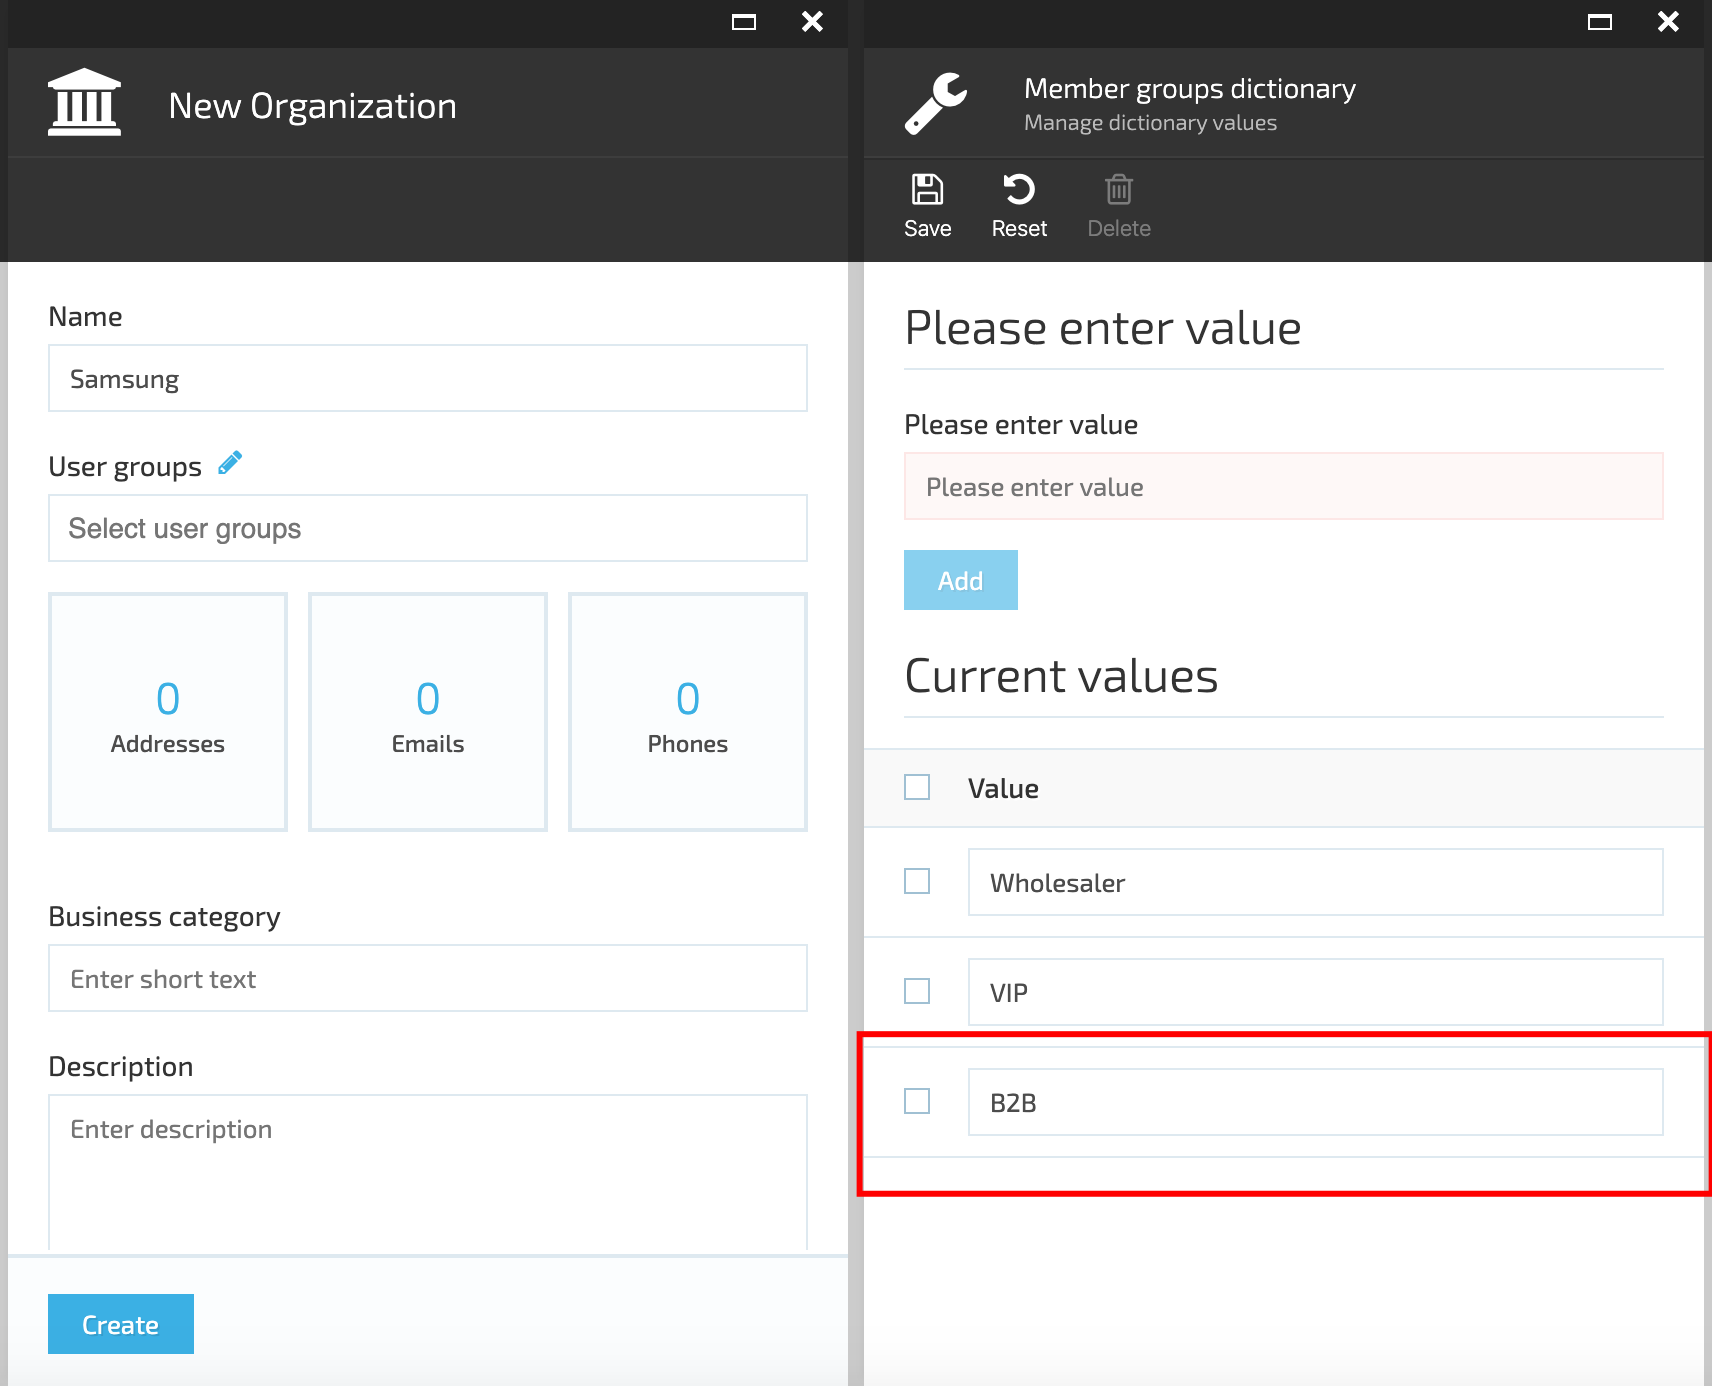 New Organization
Name
Samsung
User groups
Select user groups
0
Addresses
0
Emails
0
Phones
Business category
Enter short text
Description
Enter description
Create
Member groups dictionary
Manage dictionary values
Save
Reset
Delete
Please enter value
Please enter value
Please enter value
Add
Current values
Value
Wholesaler
VIP
B2B